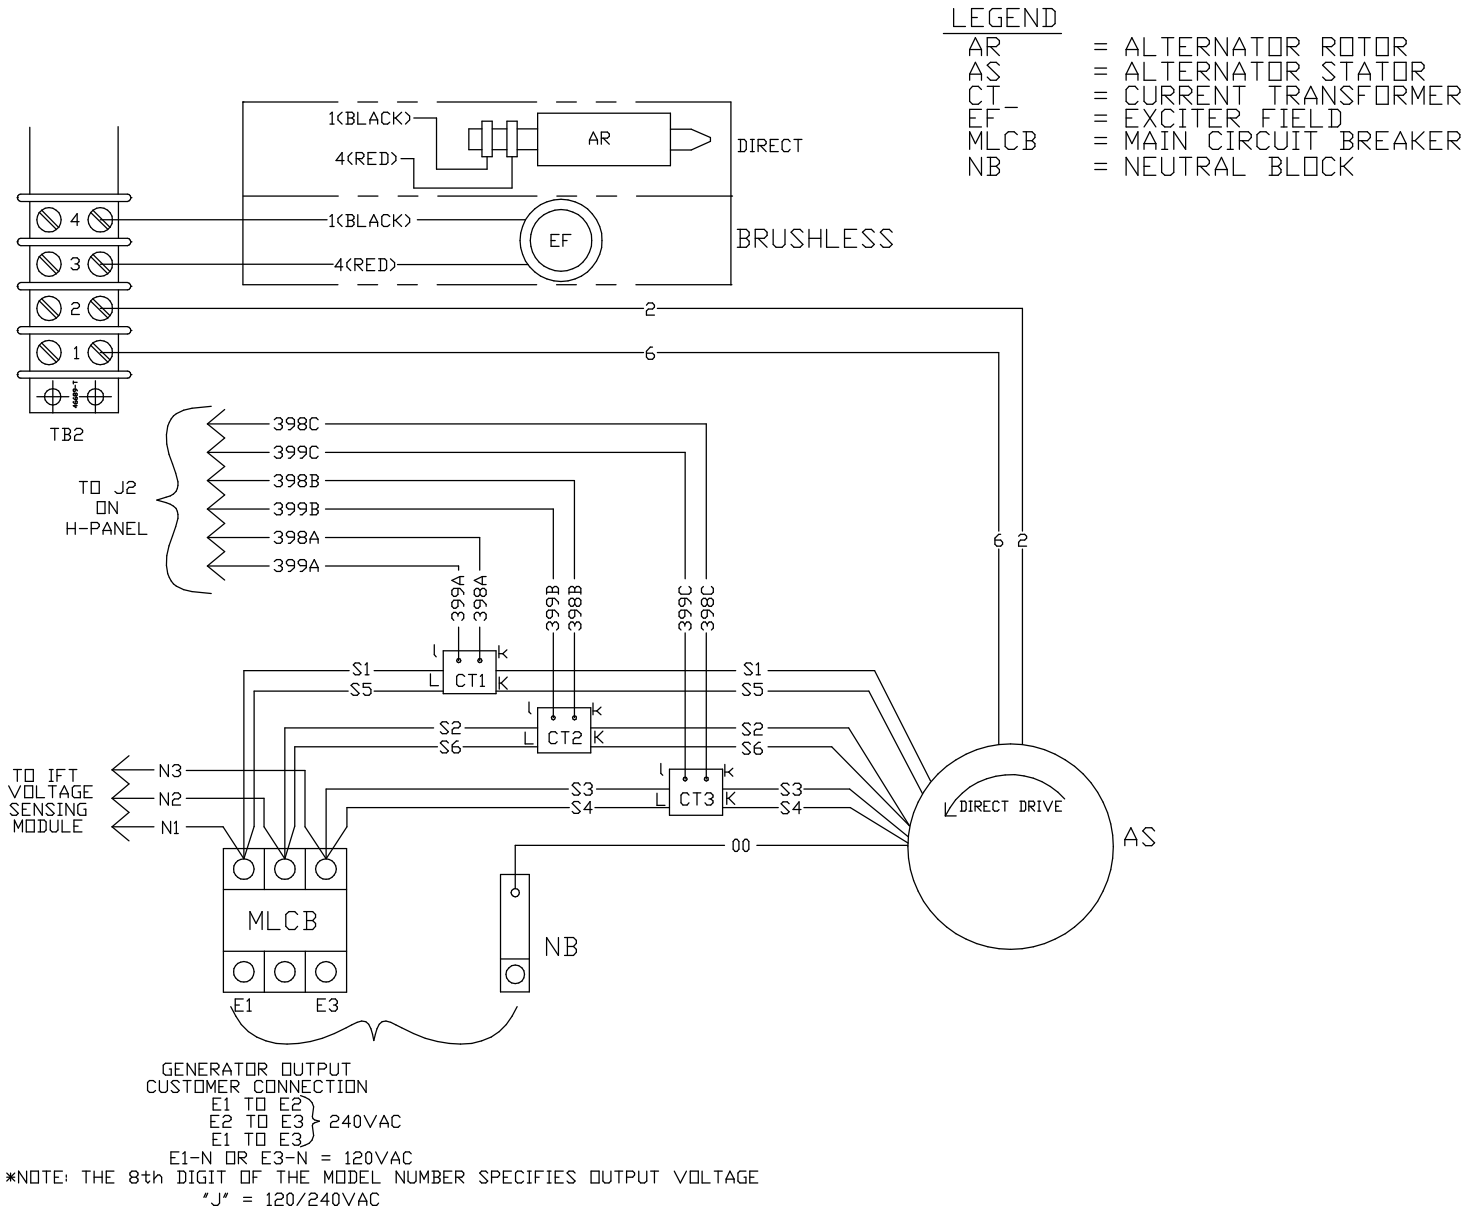 LEGEND
AR = ALTERNATOR ROTOR
AS = ALTERNATOR STATOR
CT_ = CURRENT TRANSFORMER
EF = EXCITER FIELD
MLCB = MAIN CIRCUIT BREAKER
NB = NEUTRAL BLOCK
1(BLACK)
4(RED)
AR
DIRECT
1(BLACK)
4(RED)
EF
BRUSHLESS
4
3
2
1
TB2
2
6
6 2
TO J2
ON
H-PANEL
398C
399C
398B
399B
398A
399A
399A
398A
399B
398B
399C
398C
l k
L K
CT1
S1 S1
S5 S5
l k
L K
CT2
S2 S2
S6 S6
l k
L K
CT3
S3 S3
S4 S4
OO
TO IFT
VOLTAGE
SENSING
MODULE
N3
N2
N1
DIRECT DRIVE
AS
MLCB
NB
E1 E3
GENERATOR OUTPUT
CUSTOMER CONNECTION
E1 TO E2
E2 TO E3 240VAC
E1 TO E3
E1-N OR E3-N = 120VAC
*NOTE: THE 8th DIGIT OF THE MODEL NUMBER SPECIFIES OUTPUT VOLTAGE
"J" = 120/240VAC